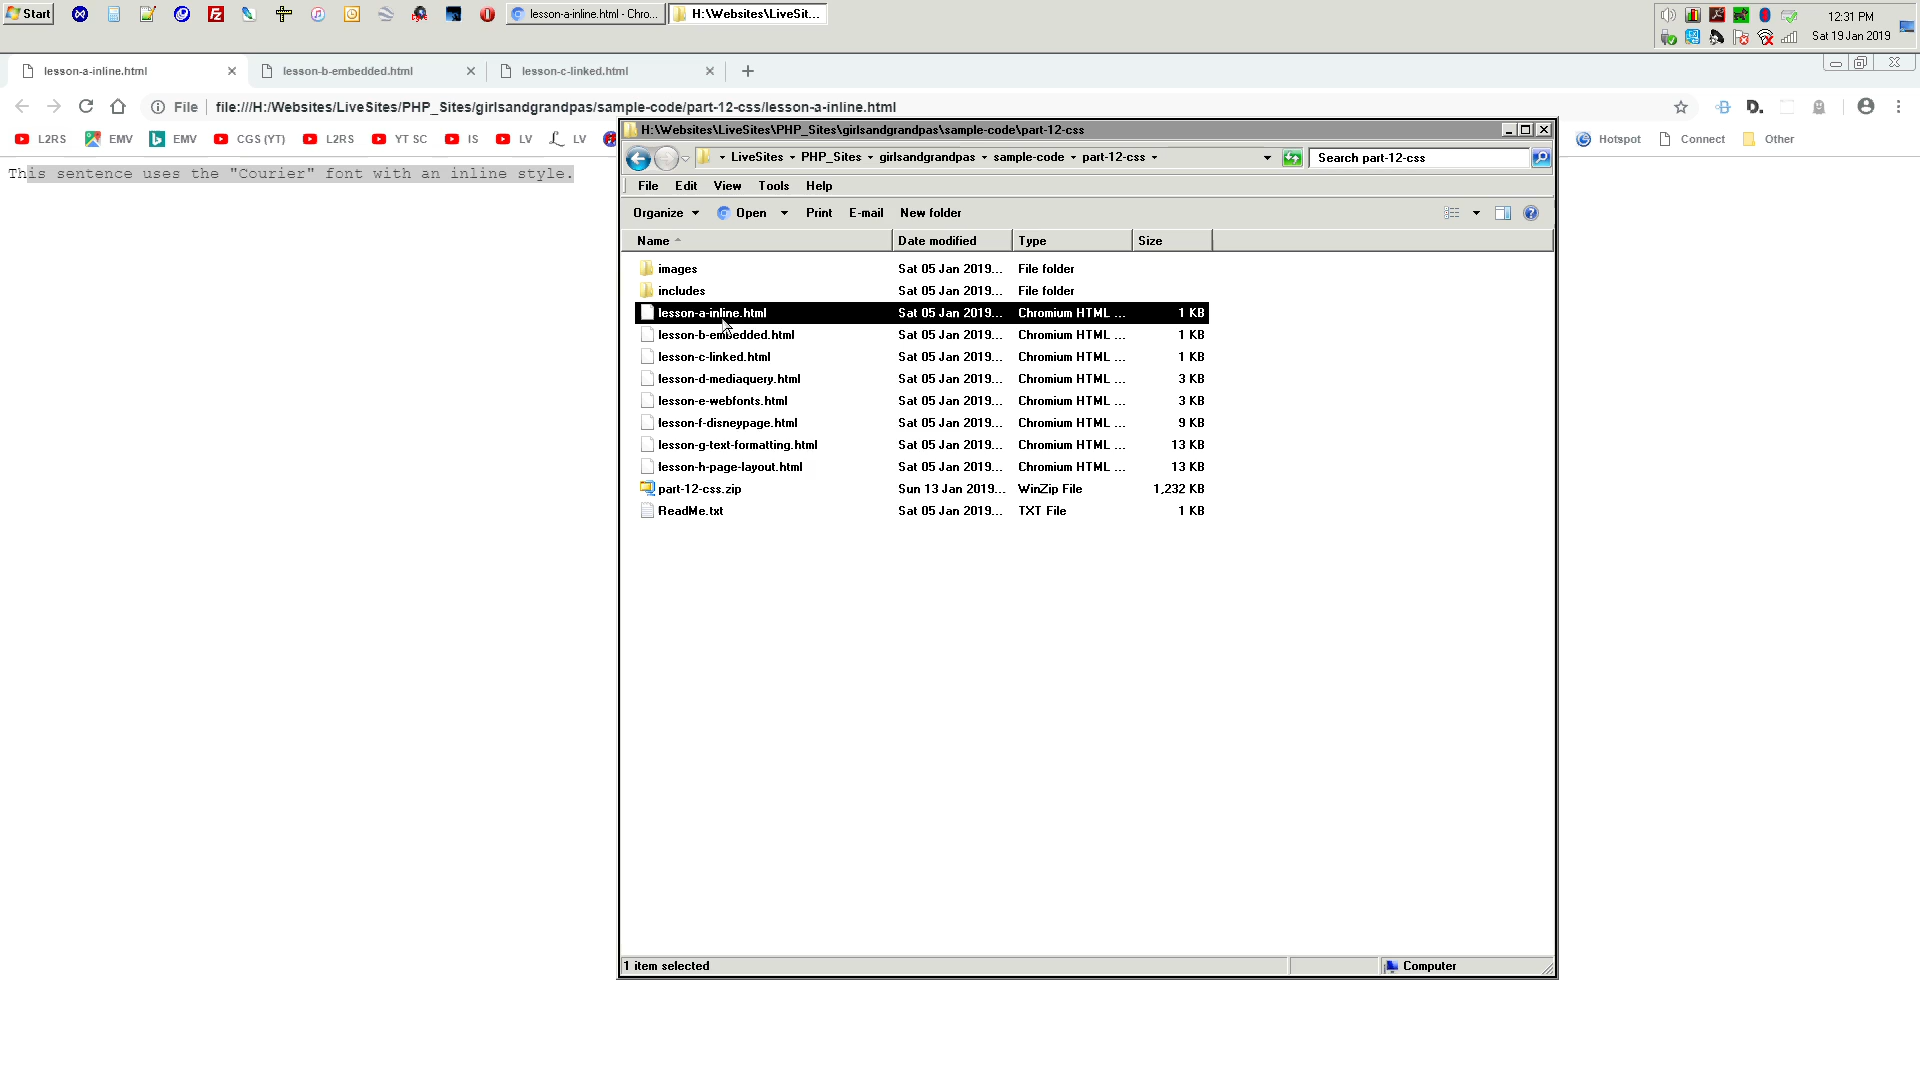 Start
lesson-a-inline.html - Chro...
H:\Websites\LiveSit...
12:31 PM
Sat 19 Jan 2019
lesson-a-inline.html
lesson-b-embedded.html
lesson-c-linked.html
File
file:///H:/Websites/LiveSites/PHP_Sites/girlsandgrandpas/sample-code/part-12-css/lesson-a-inline.html
L2RS EMV EMV CGS (YT) L2RS YT SC IS LV LV
Hotspot Connect Other
This sentence uses the "Courier" font with an inline style.
H:\Websites\LiveSites\PHP_Sites\girlsandgrandpas\sample-code\part-12-css
LiveSites PHP_Sites girlsandgrandpas sample-code part-12-css
Search part-12-css
File Edit View Tools Help
Organize Open Print E-mail New folder
Name Date modified Type Size
images Sat 05 Jan 2019... File folder
includes Sat 05 Jan 2019... File folder
lesson-a-inline.html Sat 05 Jan 2019... Chromium HTML ... 1 KB
lesson-b-embedded.html Sat 05 Jan 2019... Chromium HTML ... 1 KB
lesson-c-linked.html Sat 05 Jan 2019... Chromium HTML ... 1 KB
lesson-d-mediaquery.html Sat 05 Jan 2019... Chromium HTML ... 3 KB
lesson-e-webfonts.html Sat 05 Jan 2019... Chromium HTML ... 3 KB
lesson-f-disneypage.html Sat 05 Jan 2019... Chromium HTML ... 9 KB
lesson-g-text-formatting.html Sat 05 Jan 2019... Chromium HTML ... 13 KB
lesson-h-page-layout.html Sat 05 Jan 2019... Chromium HTML ... 13 KB
part-12-css.zip Sun 13 Jan 2019... WinZip File 1,232 KB
ReadMe.txt Sat 05 Jan 2019... TXT File 1 KB
1 item selected
Computer